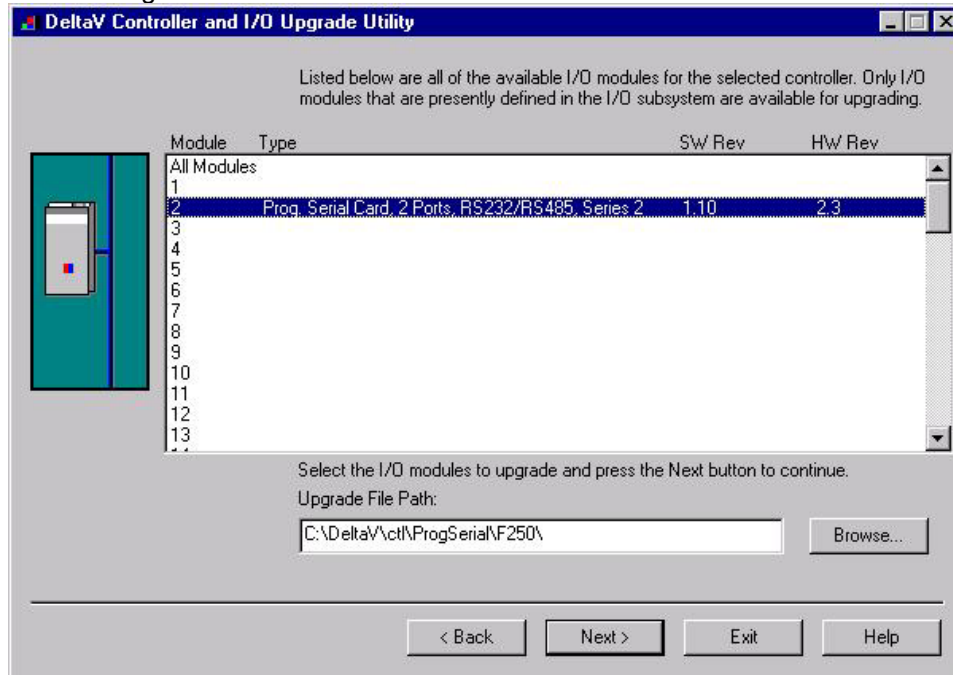 DeltaV Controller and I/O Upgrade Utility
Listed below are all of the available I/O modules for the selected controller. Only I/O
modules that are presently defined in the I/O subsystem are available for upgrading.
Module Type SW Rev HW Rev
All Modules
1
2 Prog. Serial Card, 2 Ports, RS232/RS485, Series 2 1.10 2.3
3
4
5
6
7
8
9
10
11
12
13
Select the I/O modules to upgrade and press the Next button to continue.
Upgrade File Path:
C:\DeltaV\ctl\ProgSerial\F250\ Browse...
< Back Next > Exit Help